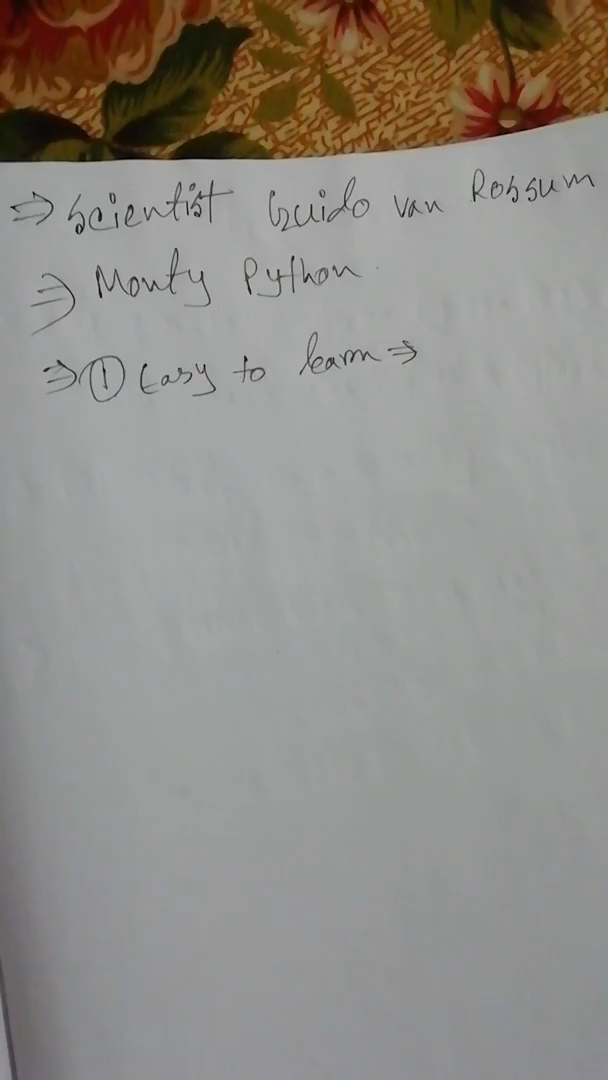 ⇒ Scientist Guido van Rossum
⇒ Monty Python.
⇒ ① Easy to learn ⇒